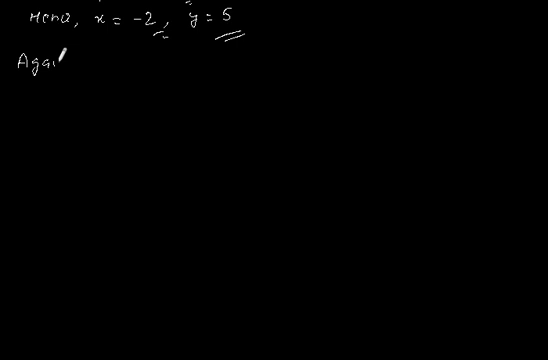 Hence, x = -2, y = 5
Agai